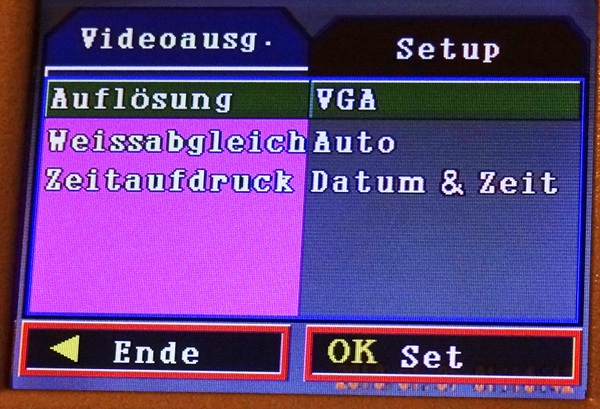 Videoausg. Setup
Auflösung VGA
Weissabgleich Auto
Zeitaufdruck Datum & Zeit
◀ Ende OK Set